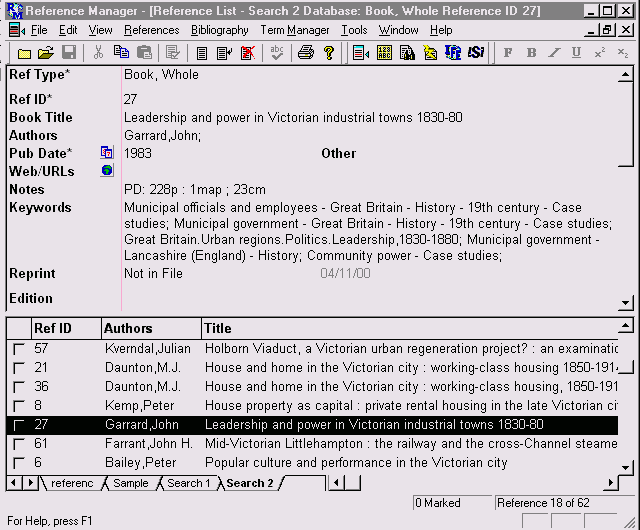 Reference Manager - [Reference List - Search 2 Database: Book, Whole Reference ID 27]
File Edit View References Bibliography Term Manager Tools Window Help
F B I U x² x₂
Ref Type* Book, Whole
Ref ID* 27
Book Title Leadership and power in Victorian industrial towns 1830-80
Authors Garrard,John;
Pub Date* 1983 Other
Web/URLs
Notes PD: 228p : 1map ; 23cm
Keywords Municipal officials and employees - Great Britain - History - 19th century - Case
studies; Municipal government - Great Britain - History - 19th century - Case studies;
Great Britain.Urban regions.Politics.Leadership,1830-1880; Municipal government -
Lancashire (England) - History; Community power - Case studies;
Reprint Not in File 04/11/00
Edition
Ref ID Authors Title
57 Kverndal,Julian Holborn Viaduct, a Victorian urban regeneration project? : an examinatic
21 Daunton,M.J. House and home in the Victorian city : working-class housing 1850-191
36 Daunton,M.J. House and home in the Victorian city : working-class housing, 1850-191
8 Kemp,Peter House property as capital : private rental housing in the late Victorian ci
27 Garrard,John Leadership and power in Victorian industrial towns 1830-80
61 Farrant,John H. Mid-Victorian Littlehampton : the railway and the cross-Channel steame
6 Bailey,Peter Popular culture and performance in the Victorian city
referenc Sample Search 1 Search 2
0 Marked Reference 18 of 62
For Help, press F1